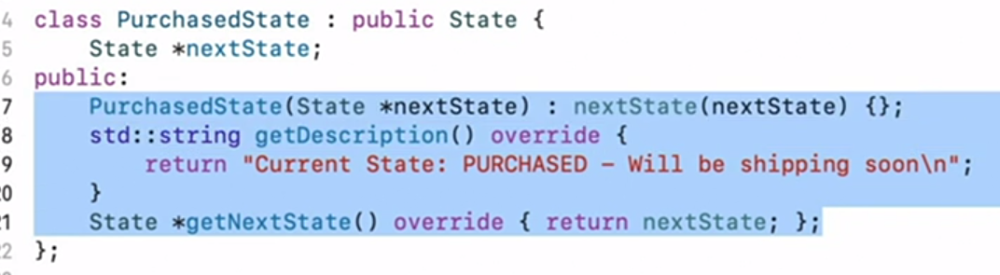 4 class PurchasedState : public State {
5 State *nextState;
6 public:
7 PurchasedState(State *nextState) : nextState(nextState) {};
8 std::string getDescription() override {
9 return "Current State: PURCHASED – Will be shipping soon\n";
0 }
1 State *getNextState() override { return nextState; };
2 };